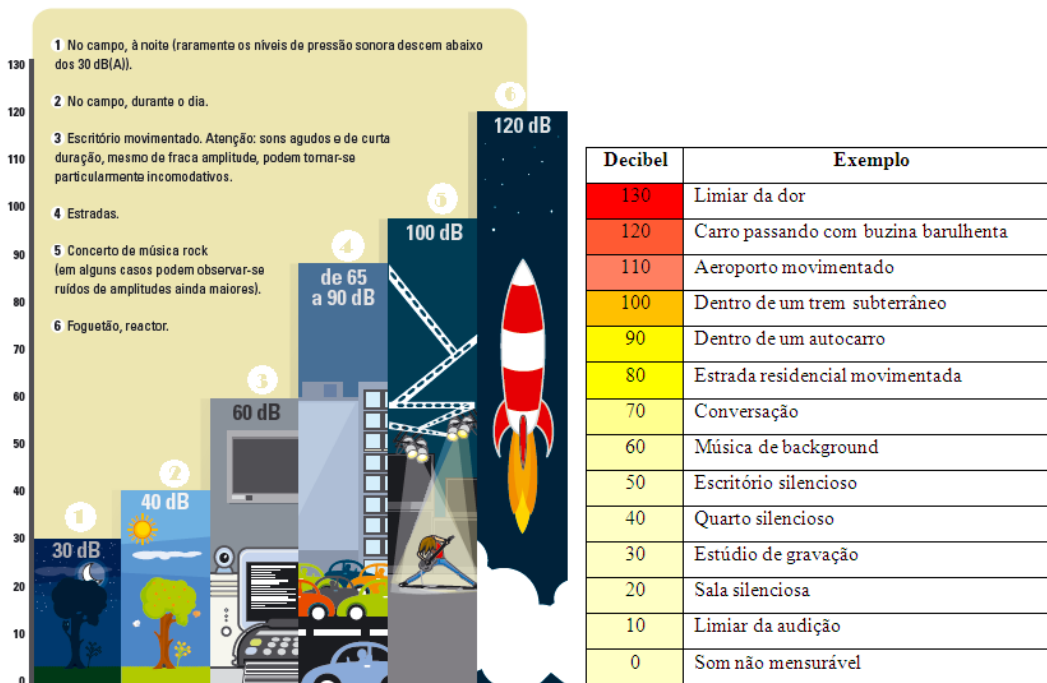 1 No campo, à noite (raramente os níveis de pressão sonora descem abaixo
dos 30 dB(A)).
2 No campo, durante o dia.
3 Escritório movimentado. Atenção: sons agudos e de curta
duração, mesmo de fraca amplitude, podem tornar-se
particularmente incomodativos.
4 Estradas.
5 Concerto de música rock
(em alguns casos podem observar-se
ruídos de amplitudes ainda maiores).
6 Foguetão, reactor.
130
120
110
100
90
80
70
60
50
40
30
20
10
0
1
30 dB
2
40 dB
3
60 dB
4
de 65
a 90 dB
5
100 dB
6
120 dB
Decibel Exemplo
130 Limiar da dor
120 Carro passando com buzina barulhenta
110 Aeroporto movimentado
100 Dentro de um trem subterrâneo
90 Dentro de um autocarro
80 Estrada residencial movimentada
70 Conversação
60 Música de background
50 Escritório silencioso
40 Quarto silencioso
30 Estúdio de gravação
20 Sala silenciosa
10 Limiar da audição
0 Som não mensurável